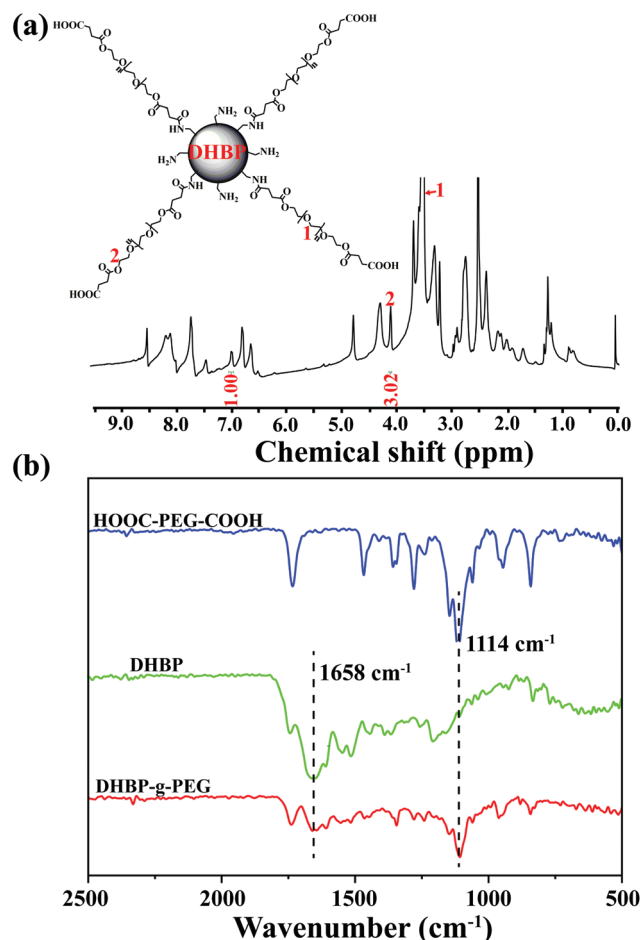 (a)
HOOC
COOH
NH₂
NH
HN
H₂N
DHBP
NH₂
NH₂
NH
NH
2
1
HOOC
COOH
1
2
1.00
3.02
9.0 8.0 7.0 6.0 5.0 4.0 3.0 2.0 1.0 0.0
Chemical shift (ppm)
(b)
HOOC-PEG-COOH
DHBP
1658 cm⁻¹
1114 cm⁻¹
DHBP-g-PEG
2500 2000 1500 1000 500
Wavenumber (cm⁻¹)